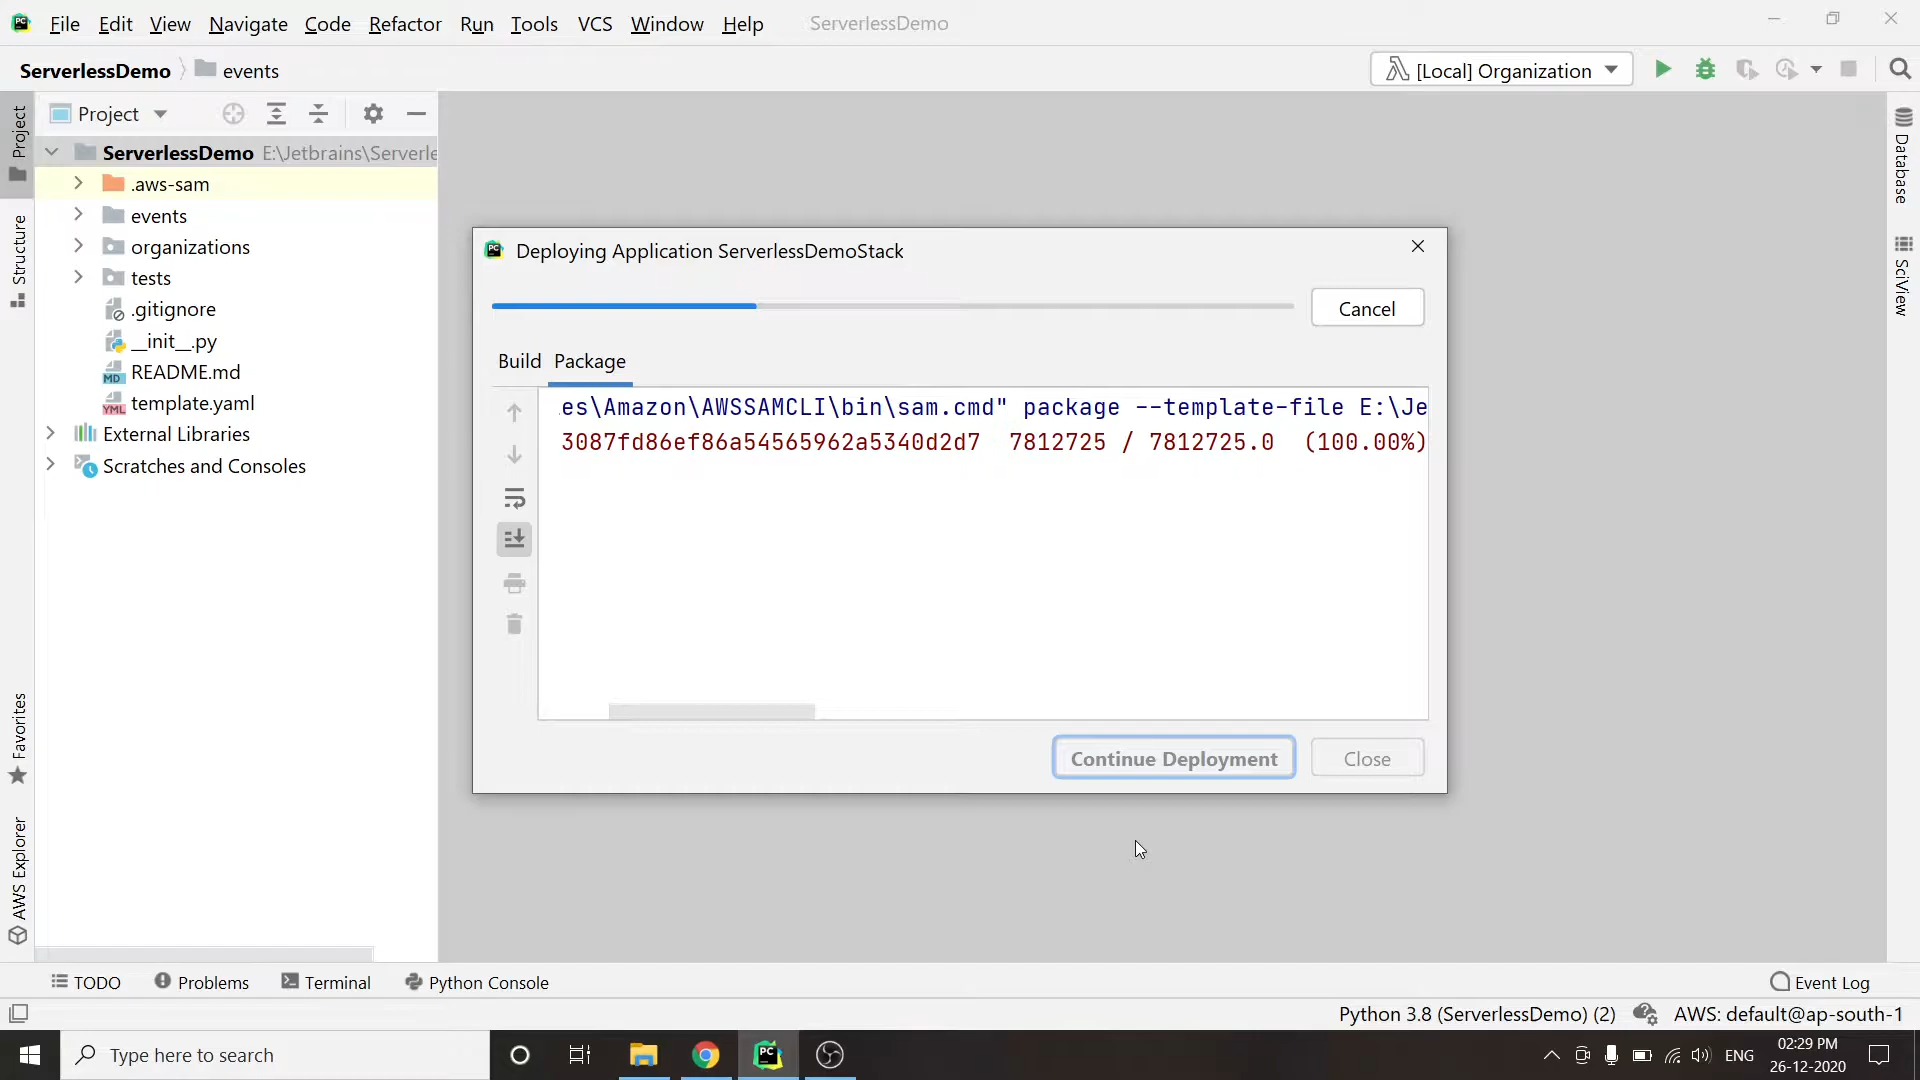 File Edit View Navigate Code Refactor Run Tools VCS Window Help ServerlessDemo
ServerlessDemo events
[Local] Organization
Project
ServerlessDemo E:\Jetbrains\Serverle
.aws-sam
events
organizations
tests
.gitignore
__init__.py
README.md
template.yaml
External Libraries
Scratches and Consoles
Project
Structure
Favorites
AWS Explorer
Deploying Application ServerlessDemoStack
Cancel
Build Package
es\Amazon\AWSSAMCLI\bin\sam.cmd" package --template-file E:\Je
3087fd86ef86a54565962a5340d2d7 7812725 / 7812725.0 (100.00%)
Continue Deployment
Close
Database
SciView
TODO Problems Terminal Python Console
Event Log
Python 3.8 (ServerlessDemo) (2) AWS: default@ap-south-1
Type here to search
ENG
02:29 PM
26-12-2020